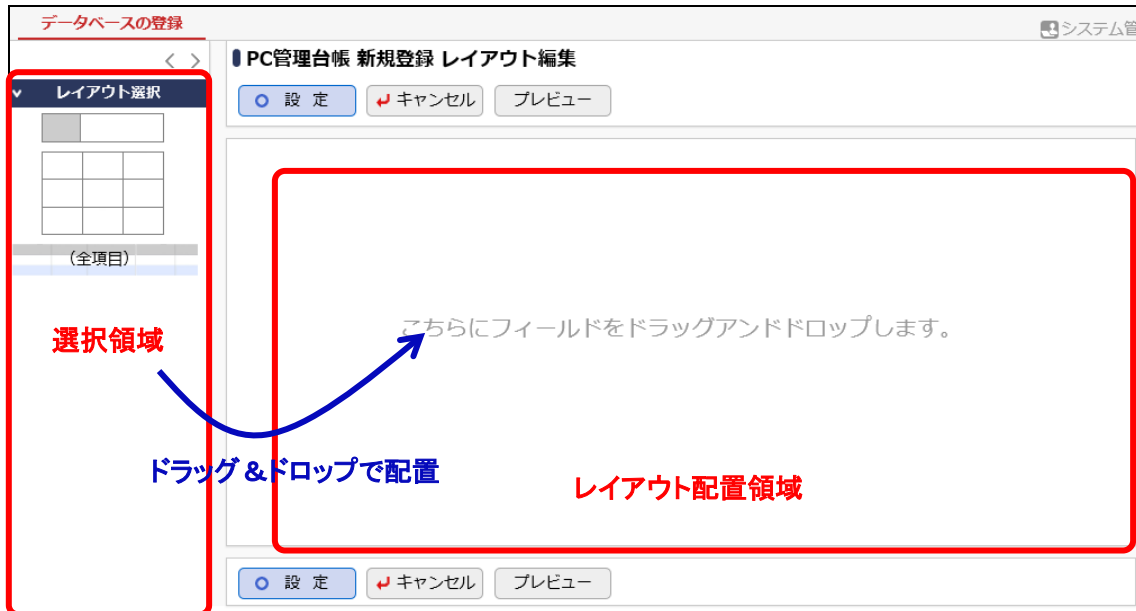 データベースの登録
システム管
< >
レイアウト選択
(全項目)
PC管理台帳 新規登録 レイアウト編集
設 定 キャンセル プレビュー
こちらにフィールドをドラッグアンドドロップします。
選択領域
ドラッグ&ドロップで配置
レイアウト配置領域
設 定 キャンセル プレビュー